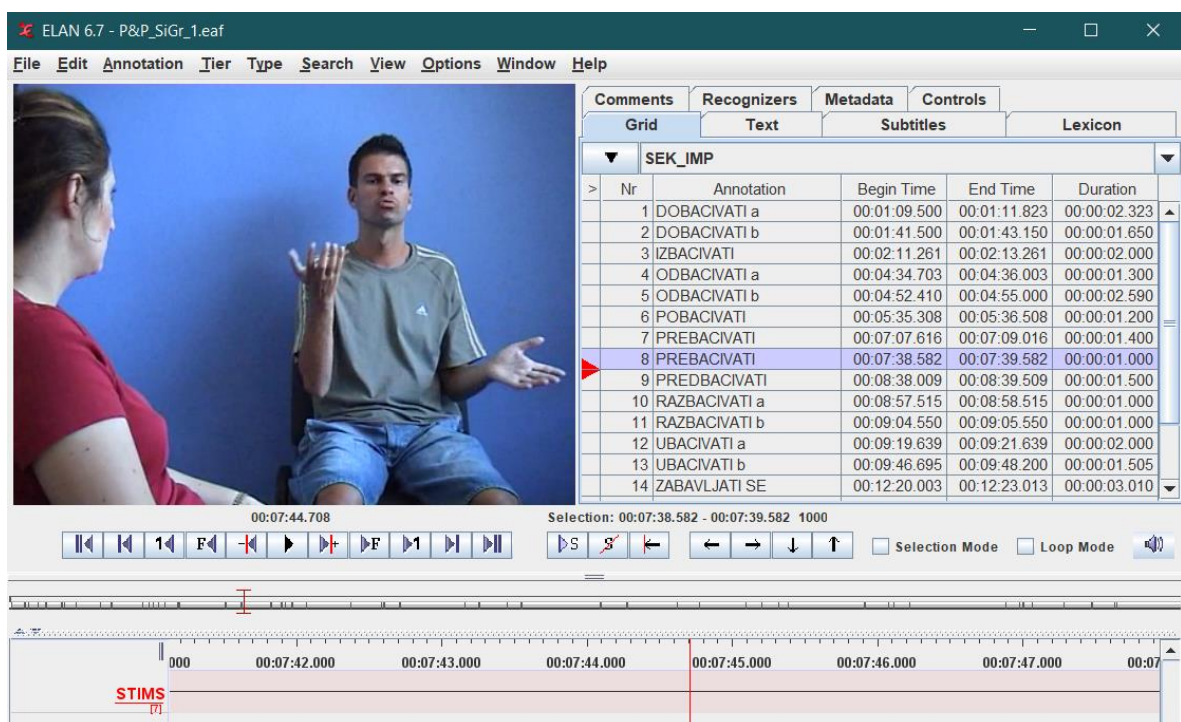 ELAN 6.7 - P&P_SiGr_1.eaf
File Edit Annotation Tier Type Search View Options Window Help
Comments Recognizers Metadata Controls
Grid Text Subtitles Lexicon
SEK_IMP
> Nr Annotation Begin Time End Time Duration
1 DOBACIVATI a 00:01:09.500 00:01:11.823 00:00:02.323
2 DOBACIVATI b 00:01:41.500 00:01:43.150 00:00:01.650
3 IZBACIVATI 00:02:11.261 00:02:13.261 00:00:02.000
4 ODBACIVATI a 00:04:34.703 00:04:36.003 00:00:01.300
5 ODBACIVATI b 00:04:52.410 00:04:55.000 00:00:02.590
6 POBACIVATI 00:05:35.308 00:05:36.508 00:00:01.200
7 PREBACIVATI 00:07:07.616 00:07:09.016 00:00:01.400
8 PREBACIVATI 00:07:38.582 00:07:39.582 00:00:01.000
9 PREDBACIVATI 00:08:38.009 00:08:39.509 00:00:01.500
10 RAZBACIVATI a 00:08:57.515 00:08:58.515 00:00:01.000
11 RAZBACIVATI b 00:09:04.550 00:09:05.550 00:00:01.000
12 UBACIVATI a 00:09:19.639 00:09:21.639 00:00:02.000
13 UBACIVATI b 00:09:46.695 00:09:48.200 00:00:01.505
14 ZABAVLJATI SE 00:12:20.003 00:12:23.013 00:00:03.010
00:07:44.708 Selection: 00:07:38.582 - 00:07:39.582 1000
1 F F 1 S S Selection Mode Loop Mode
000 00:07:42.000 00:07:43.000 00:07:44.000 00:07:45.000 00:07:46.000 00:07:47.000 00:07
STIMS
[7]